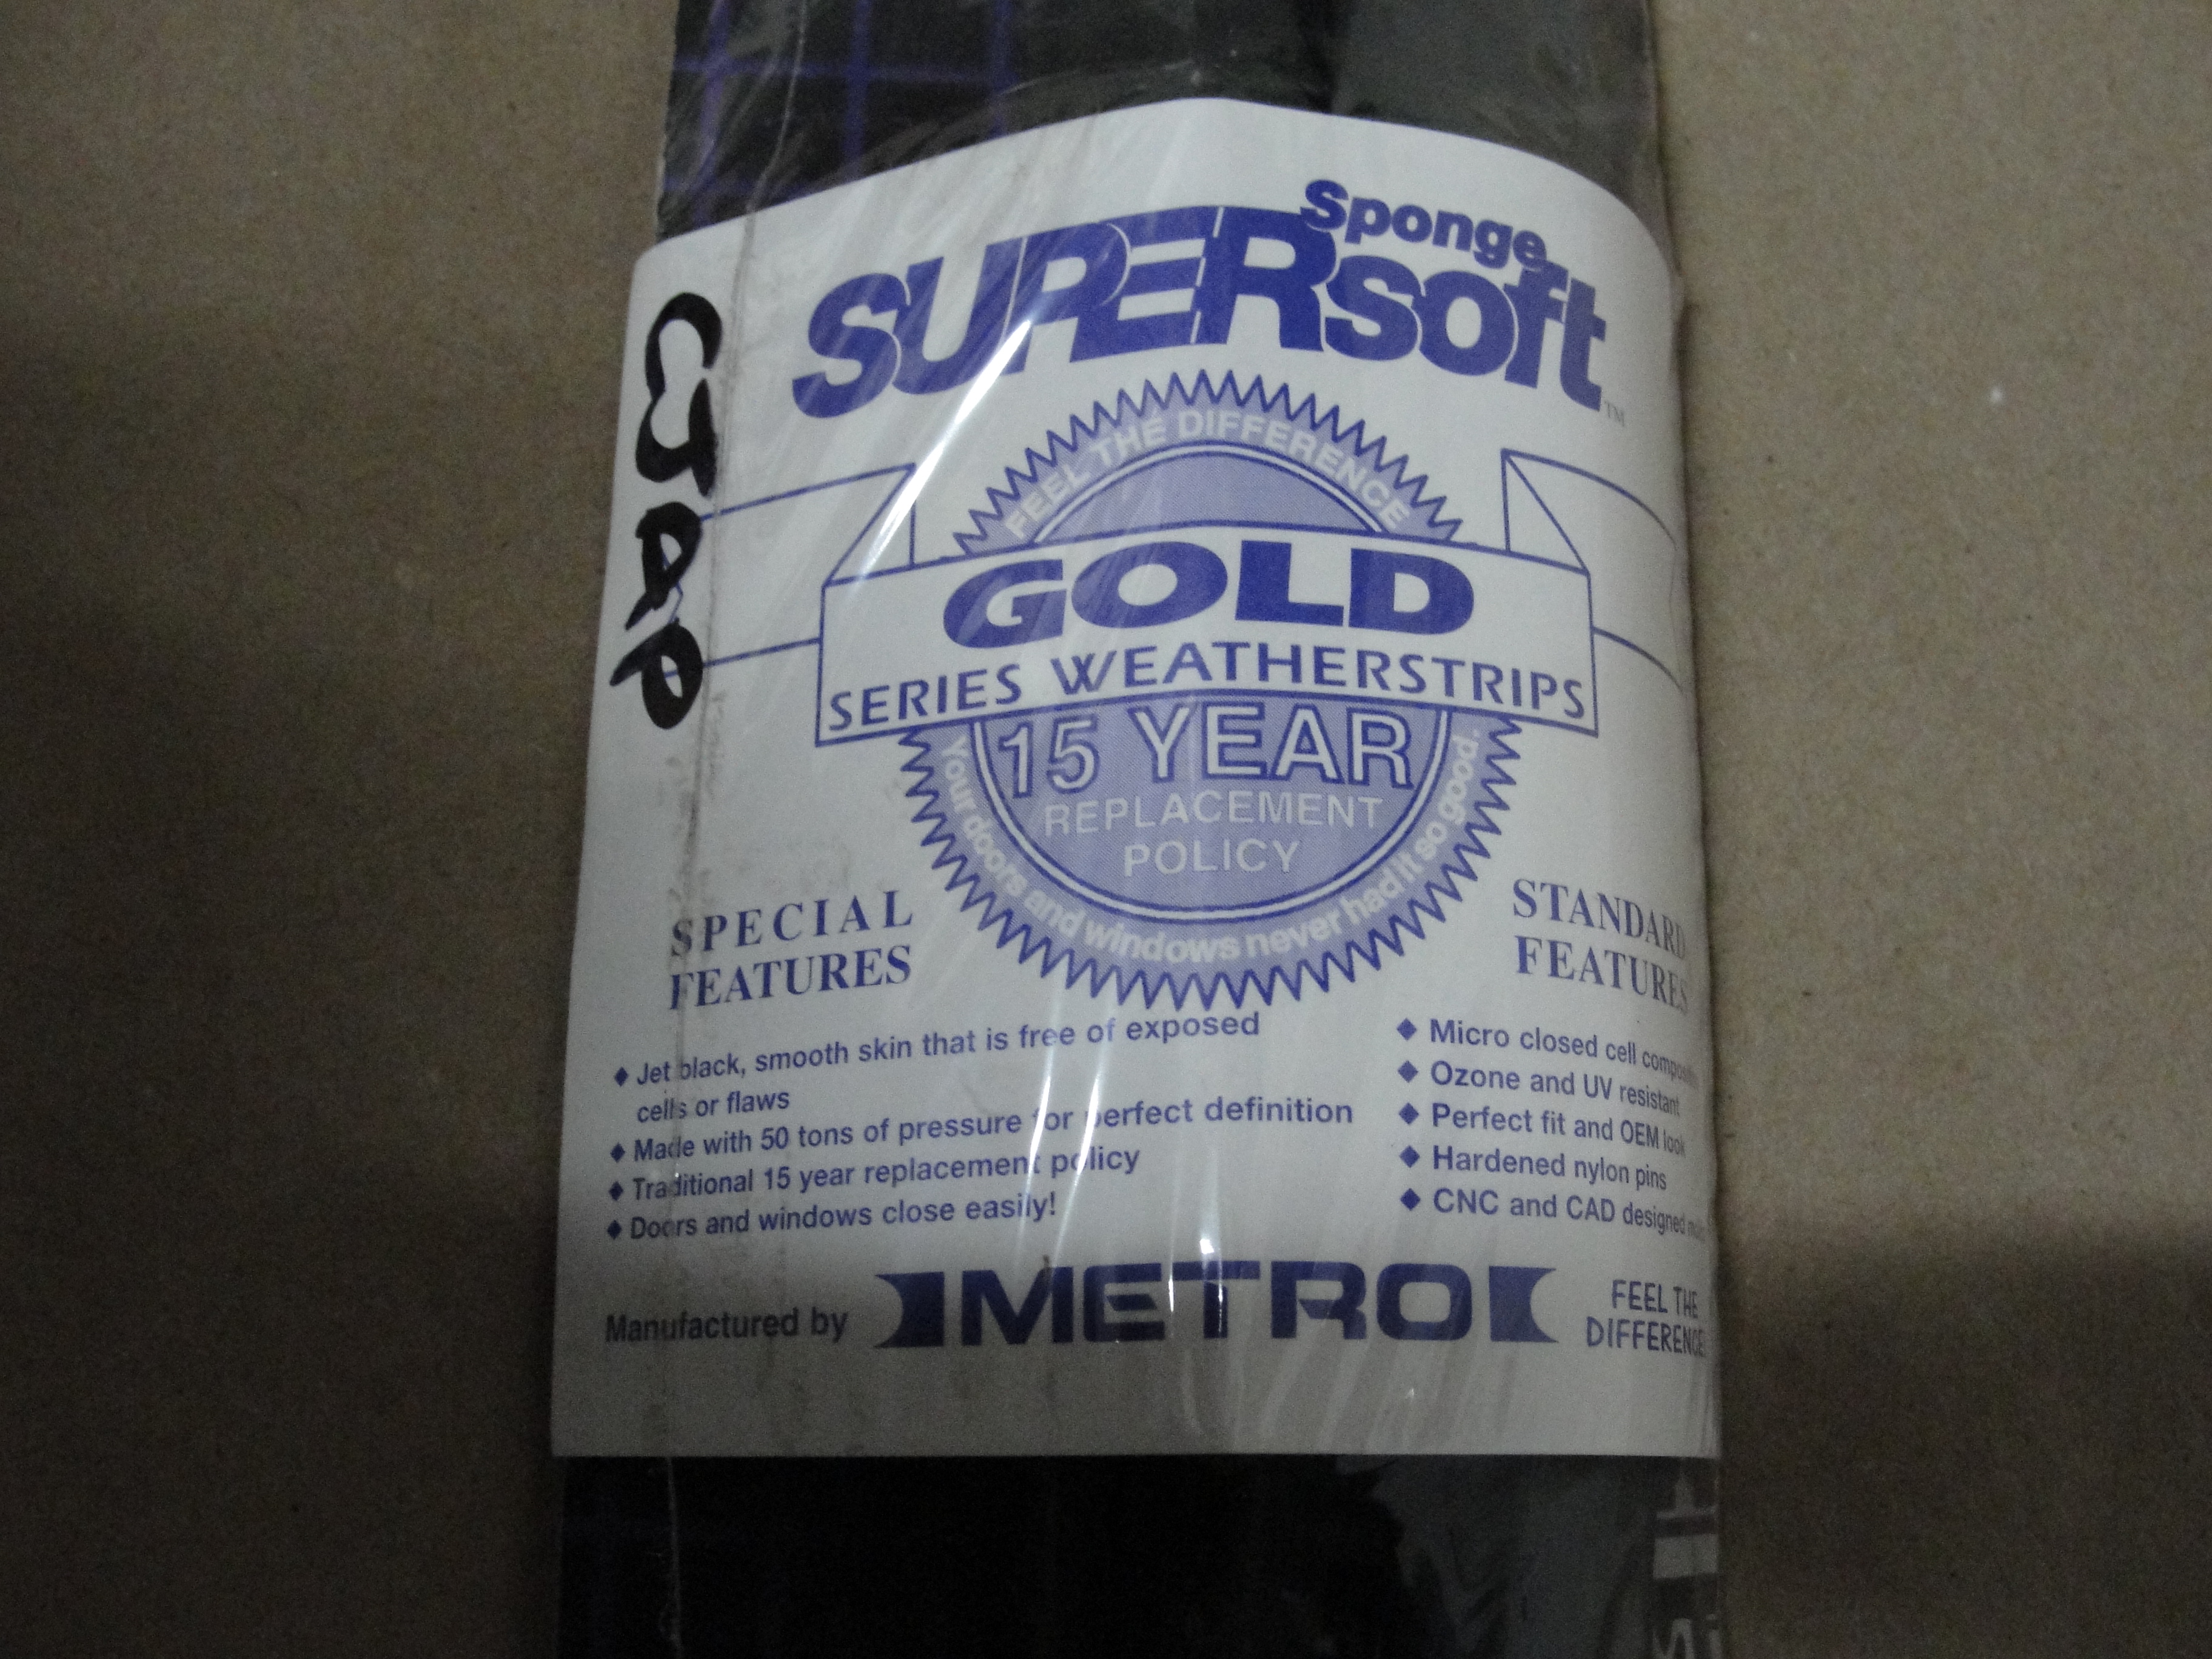 Sponge
SUPERsoft
TM
FEEL THE DIFFERENCE
GOLD
SERIES WEATHERSTRIPS
15 YEAR
REPLACEMENT
POLICY
Your doors and windows never had it so good.
SPECIAL
FEATURES
◆ Jet black, smooth skin that is free of exposed
cells or flaws
◆ Made with 50 tons of pressure for perfect definition
◆ Traditional 15 year replacement policy
◆ Doors and windows close easily!
STANDARD
FEATURES
◆ Micro closed cell
◆ Ozone and UV resistant
◆ Perfect fit and OEM look
◆ Hardened nylon pins
◆ CNC and CAD designed
Manufactured by
METRO
FEEL THE
DIFFERENCE